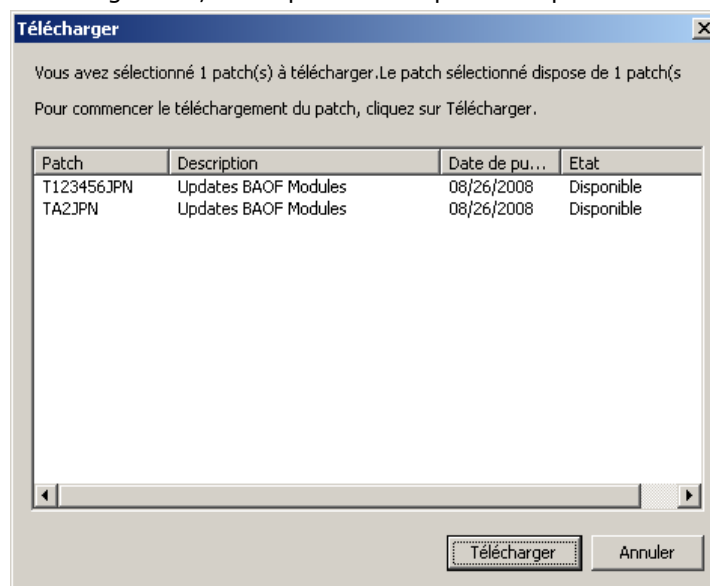 Télécharger
Vous avez sélectionné 1 patch(s) à télécharger.Le patch sélectionné dispose de 1 patch(s
Pour commencer le téléchargement du patch, cliquez sur Télécharger.
Patch Description Date de pu... Etat
T123456JPN Updates BAOF Modules 08/26/2008 Disponible
TA2JPN Updates BAOF Modules 08/26/2008 Disponible
Télécharger Annuler